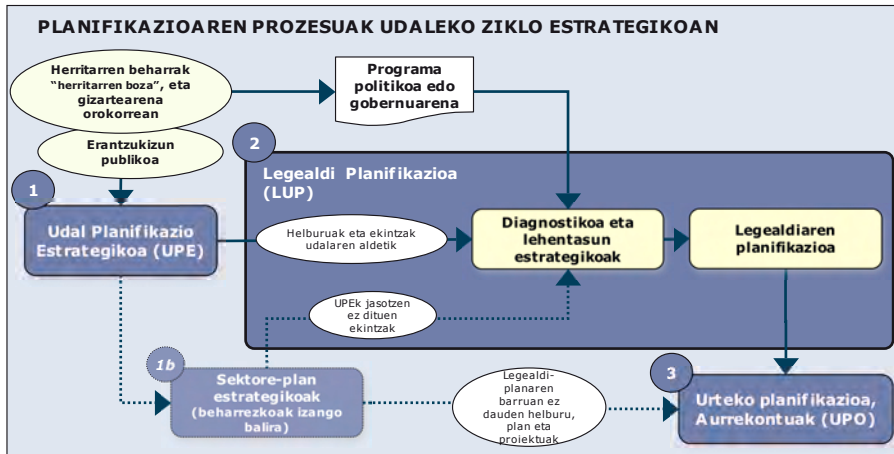 PLANIFIKAZIOAREN PROZESUAK UDALEKO ZIKLO ESTRATEGIKOAN
Herritarren beharrak
“herritarren boza”, eta
gizartearena
orokorrean
Programa
politikoa edo
gobernuarena
Erantzukizun
publikoa
2
Legealdi Planifikazioa
(LUP)
1
Udal Planifikazio
Estrategikoa (UPE)
Helburuak eta ekintzak
udalaren aldetik
Diagnostikoa eta
lehentasun
estrategikoak
Legealdiaren
planifikazioa
UPEk jasotzen
ez dituen
ekintzak
1b
Sektore-plan
estrategikoak
(beharrezkoak izango
balira)
Legealdi-
planaren
barruan ez
dauden helburu,
plan eta
proiektuak
3
Urteko planifikazioa,
Aurrekontuak (UPO)